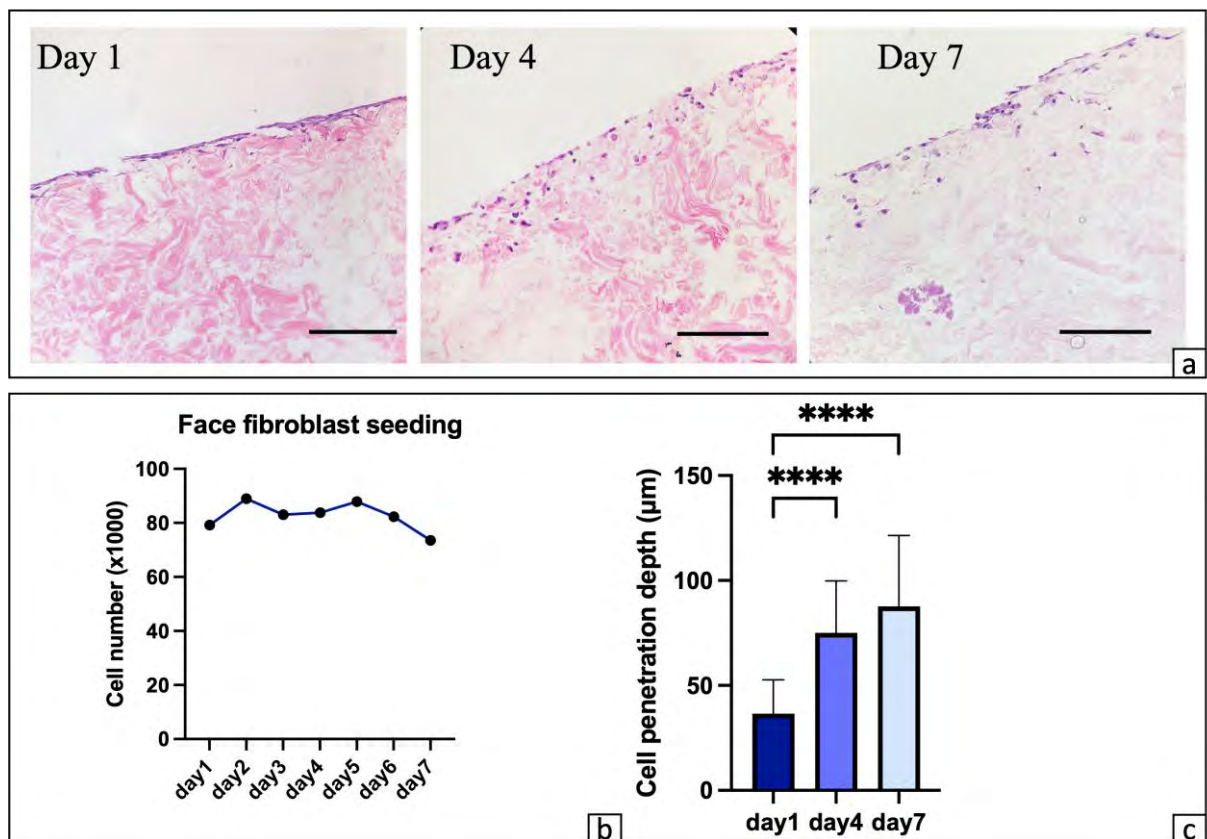 Day 1
Day 4
Day 7
a
Face fibroblast seeding
Cell number (x1000)
100
80
60
40
20
0
day1
day2
day3
day4
day5
day6
day7
b
****
****
Cell penetration depth (µm)
150
100
50
0
day1 day4 day7
c